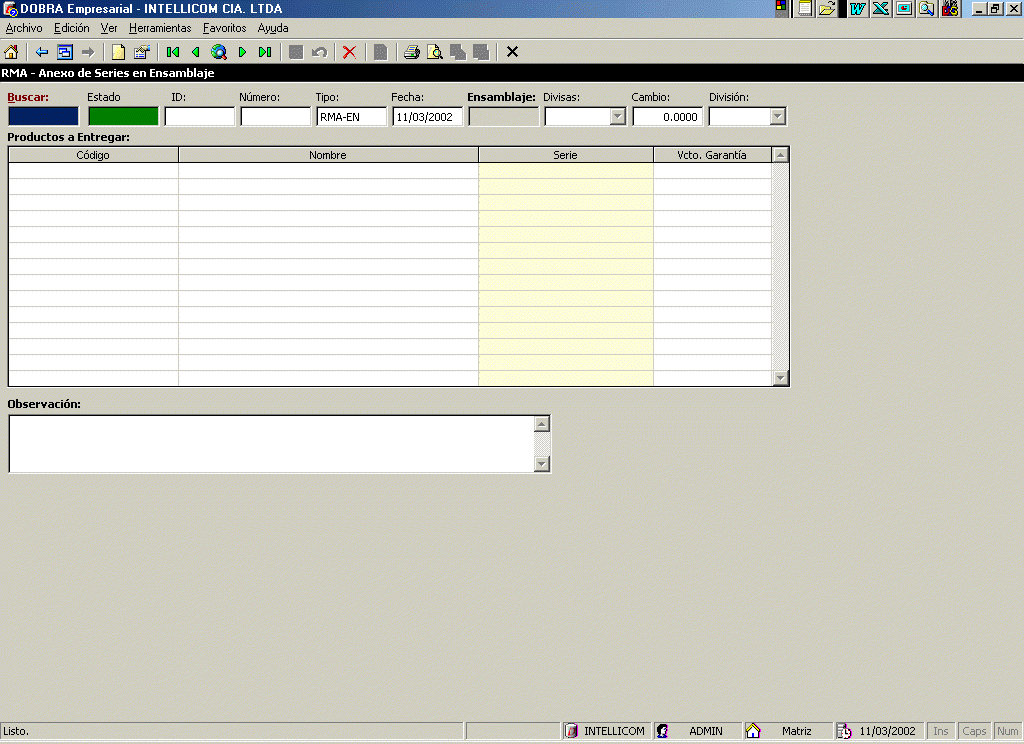 DOBRA Empresarial - INTELLICOM CIA. LTDA
Archivo Edición Ver Herramientas Favoritos Ayuda
RMA - Anexo de Series en Ensamblaje
Buscar: Estado ID: Número: Tipo: Fecha: Ensamblaje: Divisas: Cambio: División:
RMA-EN 11/03/2002 0.0000
Productos a Entregar:
Código Nombre Serie Vcto. Garantía
Observación:
Listo. INTELLICOM ADMIN Matriz 11/03/2002 Ins Caps Num